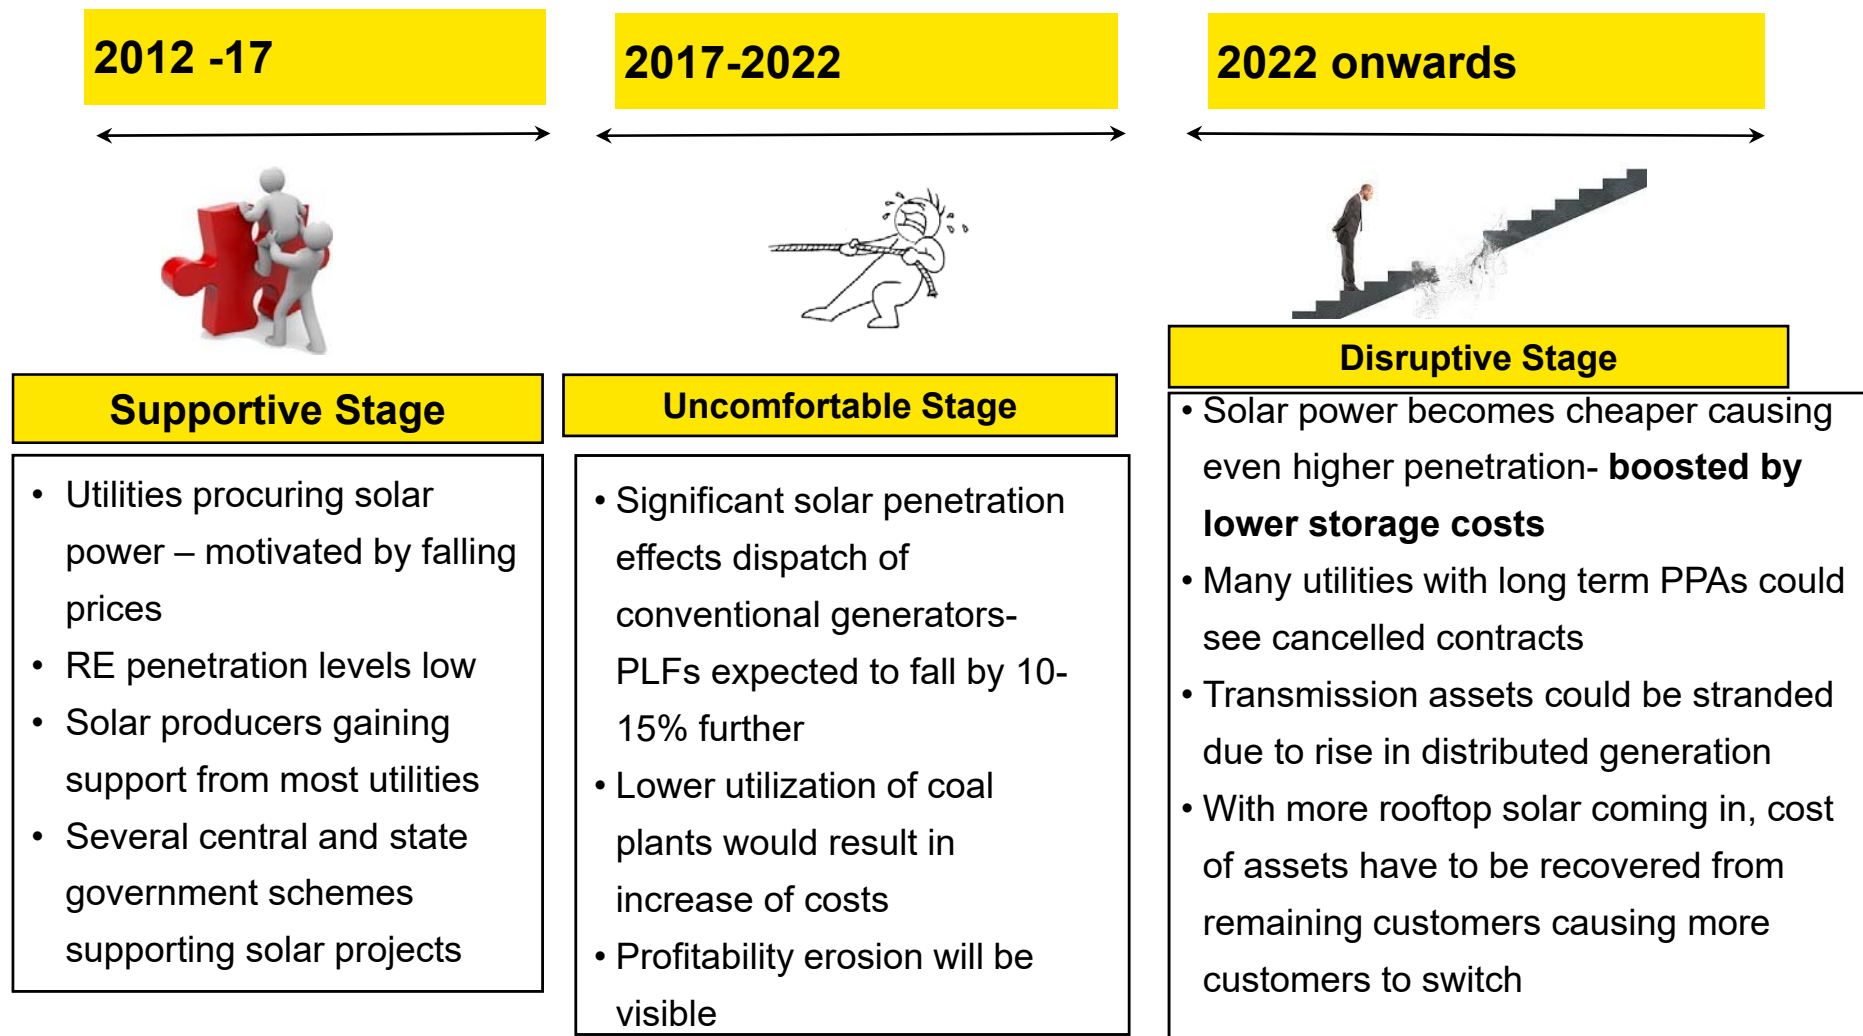 2012 -17
2017-2022
2022 onwards
Supportive Stage
• Utilities procuring solar
power – motivated by falling
prices
• RE penetration levels low
• Solar producers gaining
support from most utilities
• Several central and state
government schemes
supporting solar projects
Uncomfortable Stage
• Significant solar penetration
effects dispatch of
conventional generators-
PLFs expected to fall by 10-
15% further
• Lower utilization of coal
plants would result in
increase of costs
• Profitability erosion will be
visible
Disruptive Stage
• Solar power becomes cheaper causing
even higher penetration- boosted by
lower storage costs
• Many utilities with long term PPAs could
see cancelled contracts
• Transmission assets could be stranded
due to rise in distributed generation
• With more rooftop solar coming in, cost
of assets have to be recovered from
remaining customers causing more
customers to switch